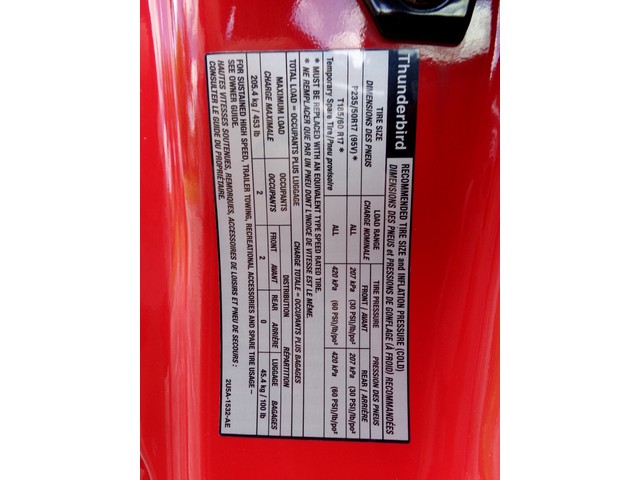 Thunderbird
RECOMMENDED TIRE SIZE and INFLATION PRESSURE (COLD)
DIMENSIONS DES PNEUS et PRESSIONS DE GONFLAGE (À FROID) RECOMMANDÉES
TIRE SIZE LOAD RANGE TIRE PRESSURE PRESSION DES PNEUS
DIMENSIONS DES PNEUS CHARGE NOMINALE FRONT / AVANT REAR / ARRIÈRE
P235/50R17 (95V) * ALL 207 kPa (30 PSI)/lb/po² 207 kPa (30 PSI)/lb/po²
T185/60 R17 * ALL 420 kPa (60 PSI)/lb/po² 420 kPa (60 PSI)/lb/po²
Temporary Spare Tire/Pneu provisoire
* MUST BE REPLACED WITH AN EQUIVALENT TYPE SPEED RATED TIRE.
* NE REMPLACER QUE PAR UN PNEU DONT L'INDICE DE VITESSE EST LE MÊME.
TOTAL LOAD = OCCUPANTS PLUS LUGGAGE CHARGE TOTALE = OCCUPANTS PLUS BAGAGES
MAXIMUM LOAD OCCUPANTS DISTRIBUTION RÉPARTITION
CHARGE MAXIMALE OCCUPANTS FRONT AVANT REAR ARRIÈRE LUGGAGE BAGAGES
205.4 kg / 453 lb 2 2 0 45.4 kg / 100 lb
FOR SUSTAINED HIGH SPEED, TRAILER TOWING, RECREATIONAL ACCESSORIES AND SPARE TIRE USAGE –
SEE OWNER GUIDE.
HAUTES VITESSES SOUTENUES, REMORQUES, ACCESSOIRES DE LOISIRS ET PNEU DE SECOURS :
CONSULTER LE GUIDE DU PROPRIÉTAIRE.
2U5A-1532-AE